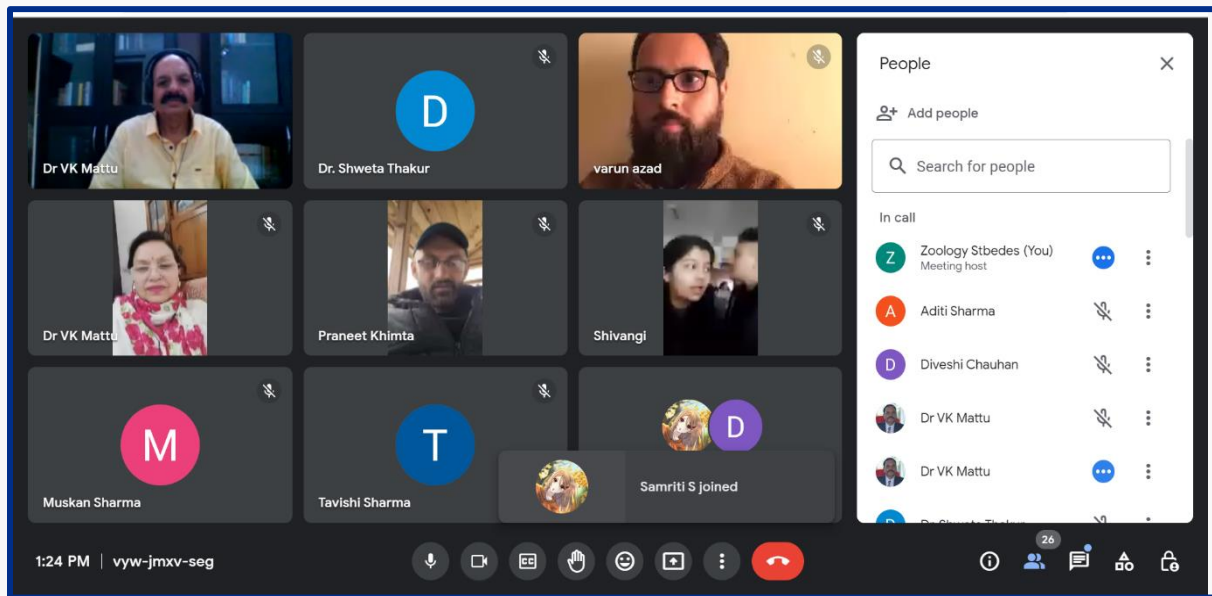 Dr VK Mattu
D
Dr. Shweta Thakur
varun azad
Dr VK Mattu
Praneet Khimta
Shivangi
M
Muskan Sharma
T
Tavishi Sharma
D
Samriti S joined
People
Add people
Search for people
In call
Z
Zoology Stbedes (You)
Meeting host
A
Aditi Sharma
D
Diveshi Chauhan
Dr VK Mattu
Dr VK Mattu
1:24 PM | vyw-jmxv-seg
CC
26